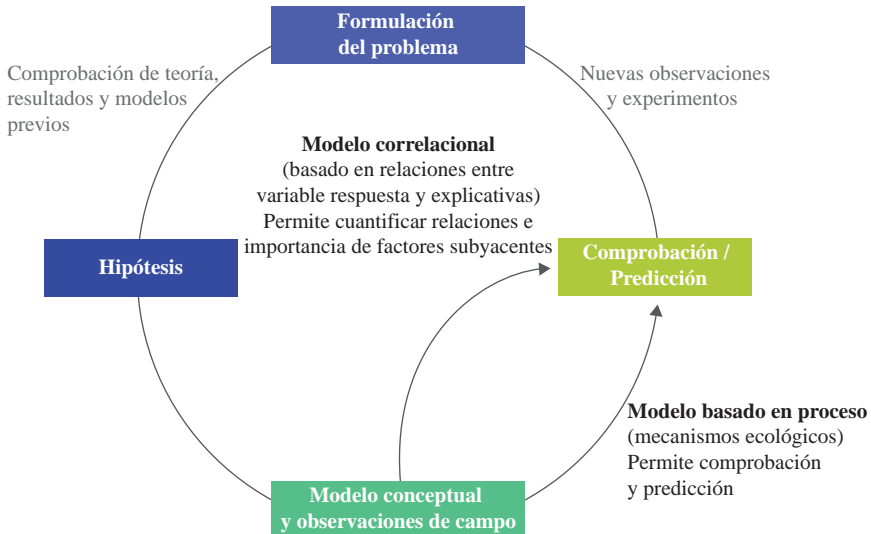 Formulación
del problema
Comprobación de teoría,
resultados y modelos
previos
Nuevas observaciones
y experimentos
Modelo correlacional
(basado en relaciones entre
variable respuesta y explicativas)
Permite cuantificar relaciones e
importancia de factores subyacentes
Hipótesis
Comprobación /
Predicción
Modelo basado en proceso
(mecanismos ecológicos)
Permite comprobación
y predicción
Modelo conceptual
y observaciones de campo